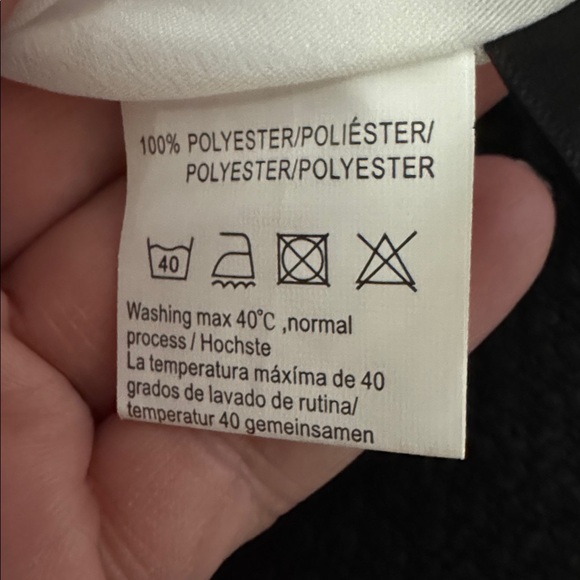 100% POLYESTER/POLIÉSTER/
POLYESTER/POLYESTER
40
Washing max 40°C ,normal
process / Hochste
La temperatura máxíma de 40
grados de lavado de rutina/
temperatur 40 gemeinsamen